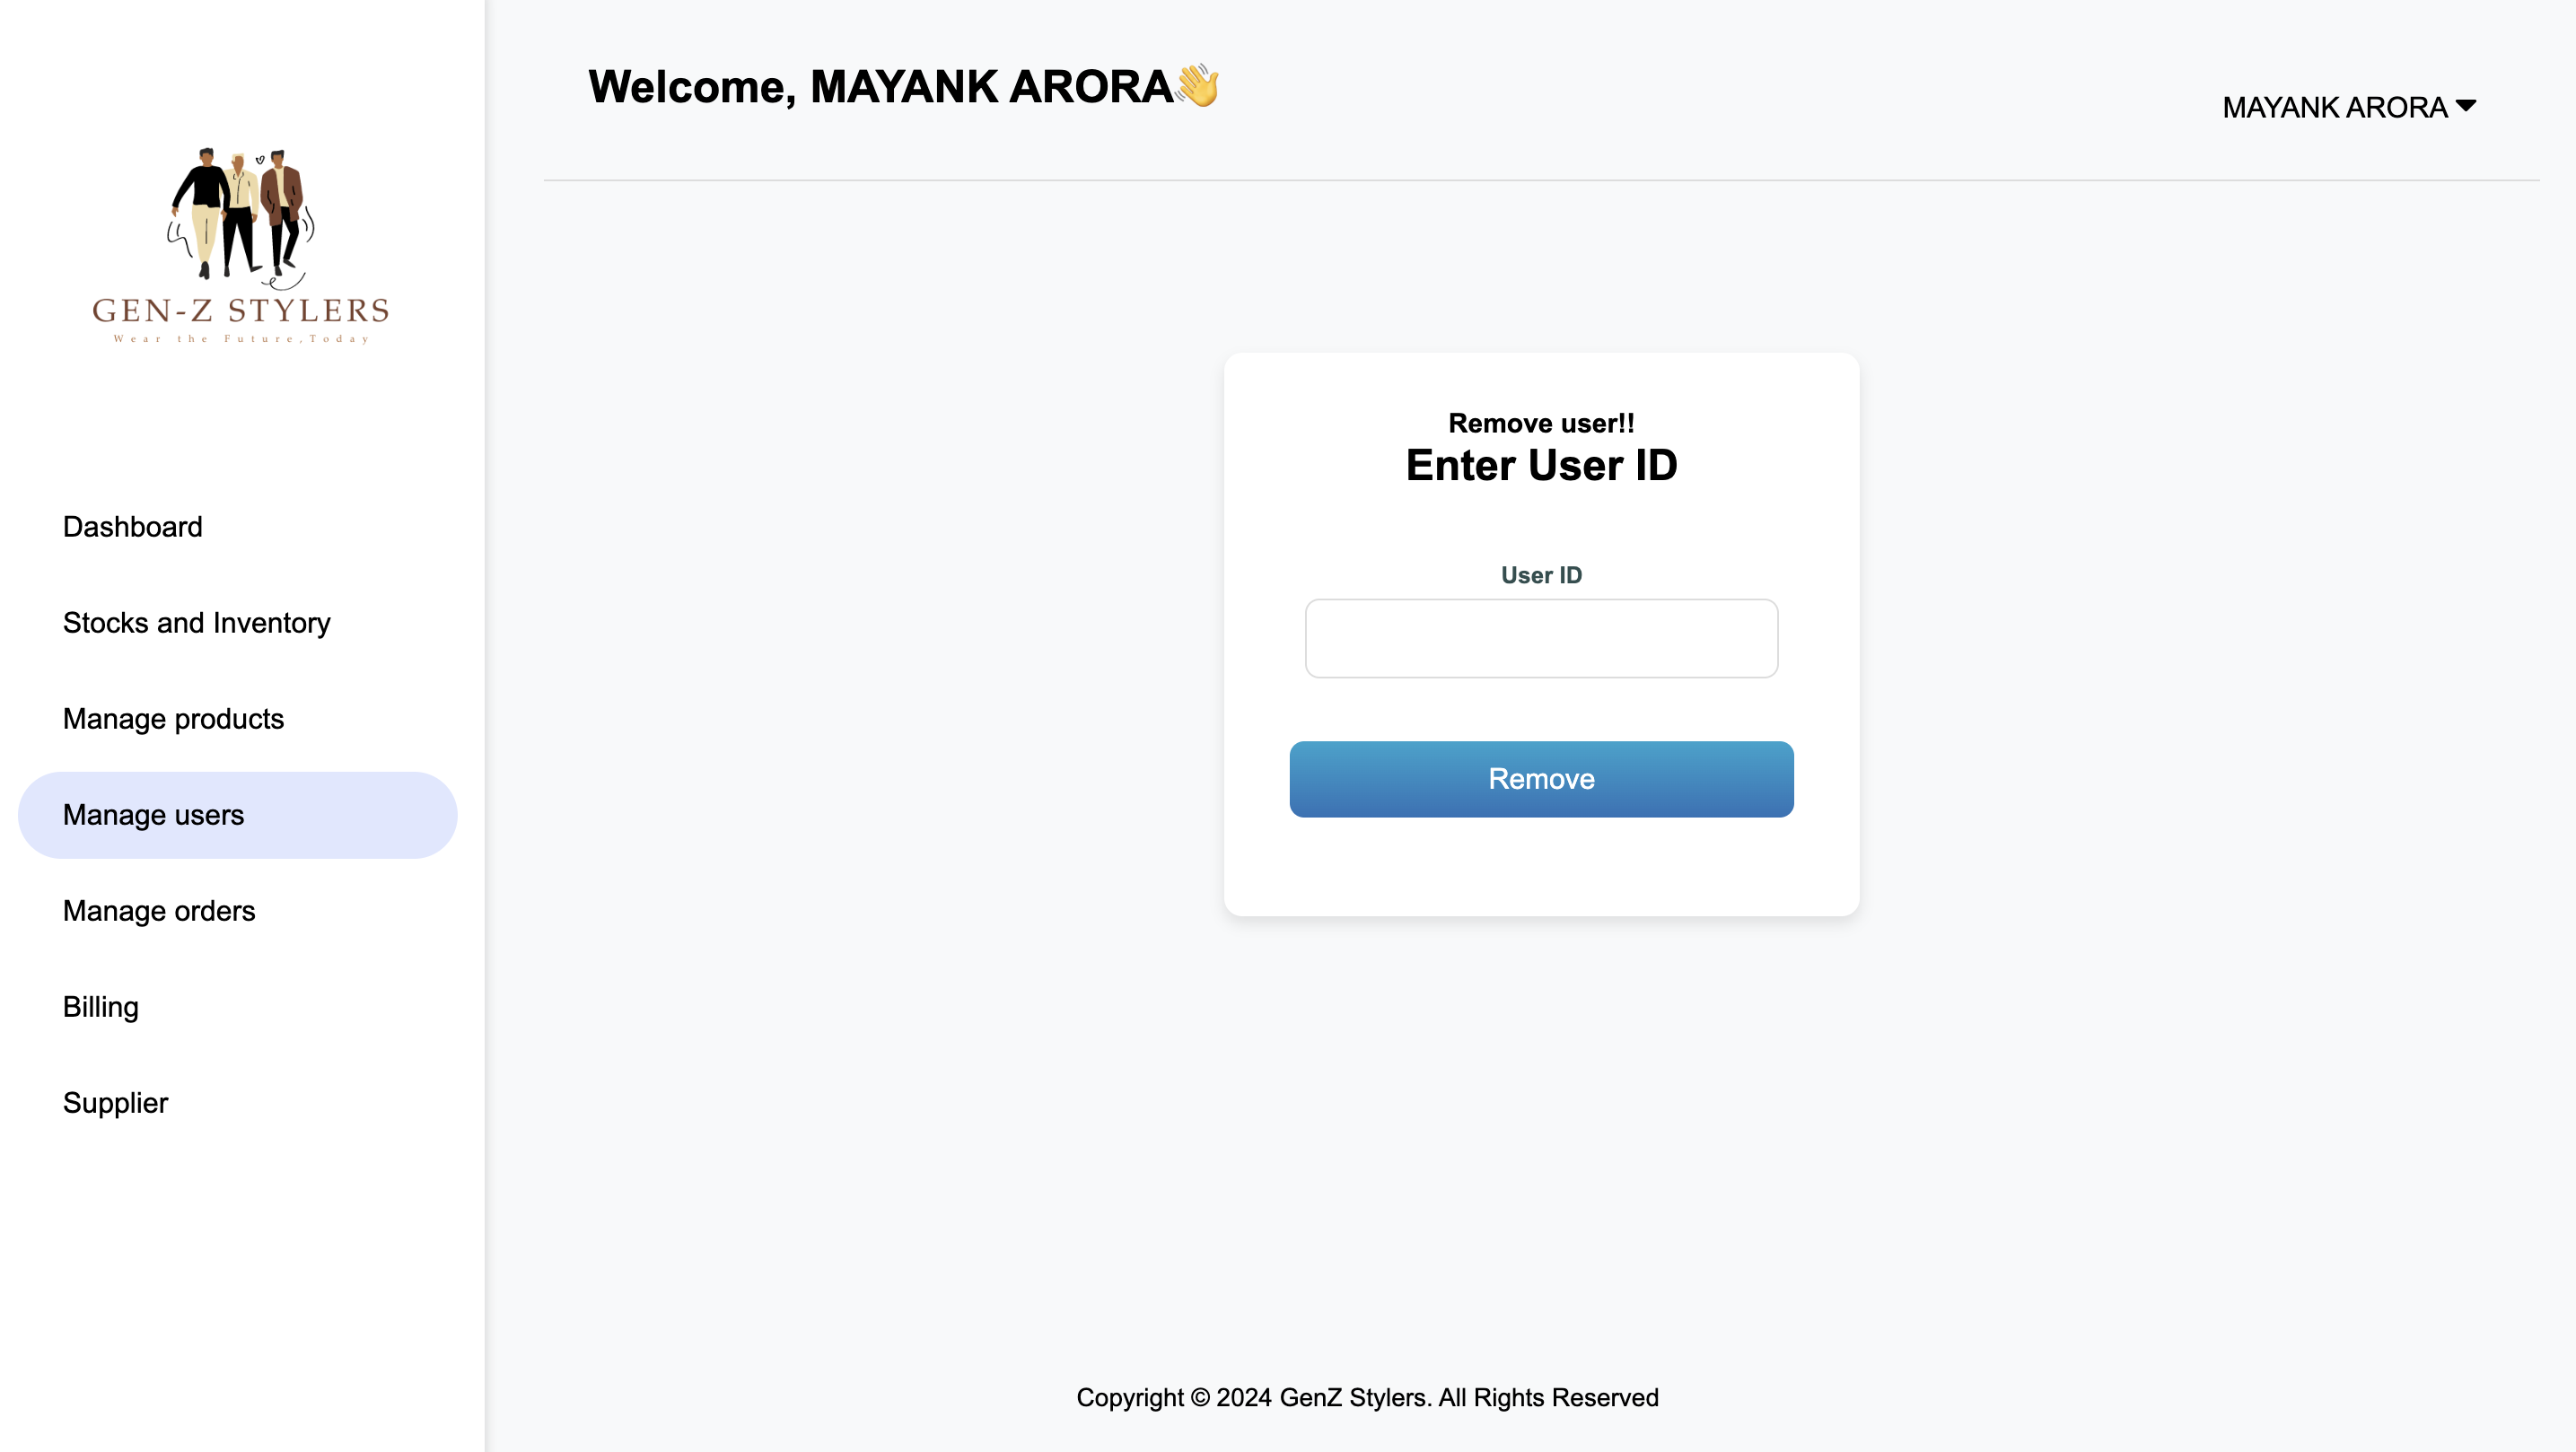 GEN-Z STYLERS
Wear the Future,Today
Dashboard
Stocks and Inventory
Manage products
Manage users
Manage orders
Billing
Supplier
Welcome, MAYANK ARORA👋
MAYANK ARORA
Remove user!!
Enter User ID
User ID
Remove
Copyright © 2024 GenZ Stylers. All Rights Reserved